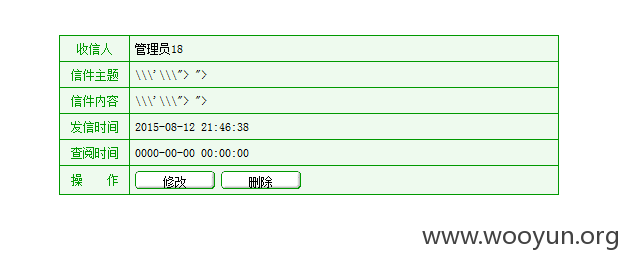 收信人 管理员18
信件主题 \\\'\\\"> ">
信件内容 \\\'\\\"> ">
发信时间 2015-08-12 21:46:38
查阅时间 0000-00-00 00:00:00
操 作 修改 删除
www.wooyun.org